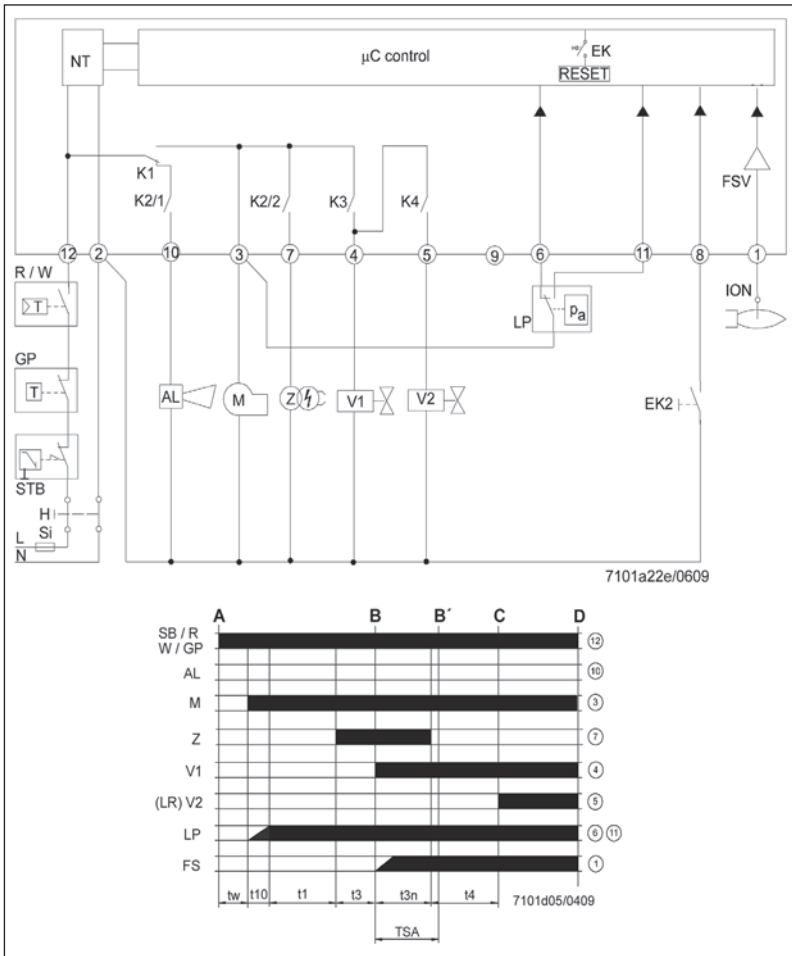 NT
µC control
EK
RESET
K1
K2/1
K2/2
K3
K4
FSV
12 2 10 3 7 4 5 9 6 11 8 1
R / W
T
GP
T
STB
H
Si
L
N
AL
M
Z
V1
V2
LP
pa
ION
EK2
7101a22e/0609
A B B´ C D
SB / R
W / GP
12
AL
10
M
3
Z
7
V1
4
(LR) V2
5
LP
6 11
FS
1
tw t10 t1 t3 t3n t4
7101d05/0409
TSA